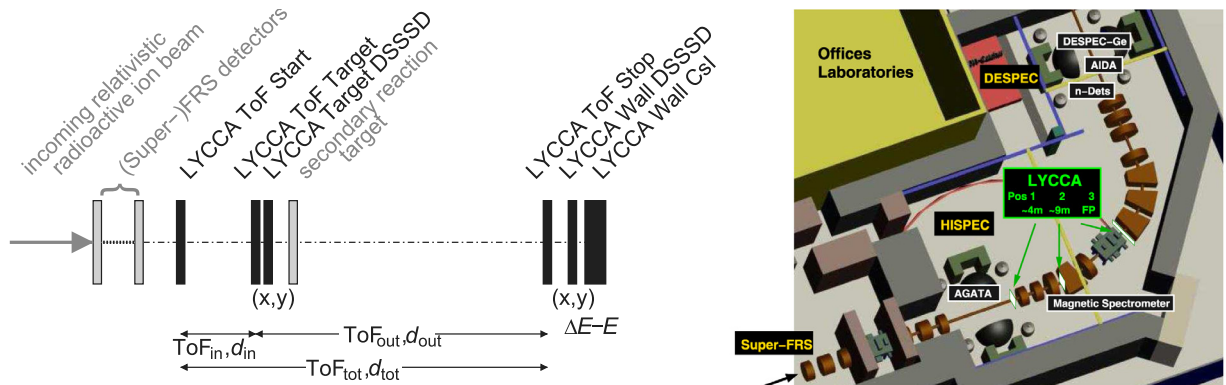 incoming relativistic
radioactive ion beam
(Super-)FRS detectors
LYCCA ToF Start
LYCCA ToF Target
LYCCA Target DSSSD
secondary reaction
target
LYCCA ToF Stop
LYCCA Wall DSSSD
LYCCA Wall CsI
(x,y)
(x,y)
ΔE−E
ToFin,din
ToFout,dout
ToFtot,dtot
Offices
Laboratories
DESPEC
DESPEC−Ge
AIDA
n−Dets
LYCCA
Pos 1 2 3
~4m ~9m FP
HISPEC
AGATA
Magnetic Spectrometer
Super−FRS